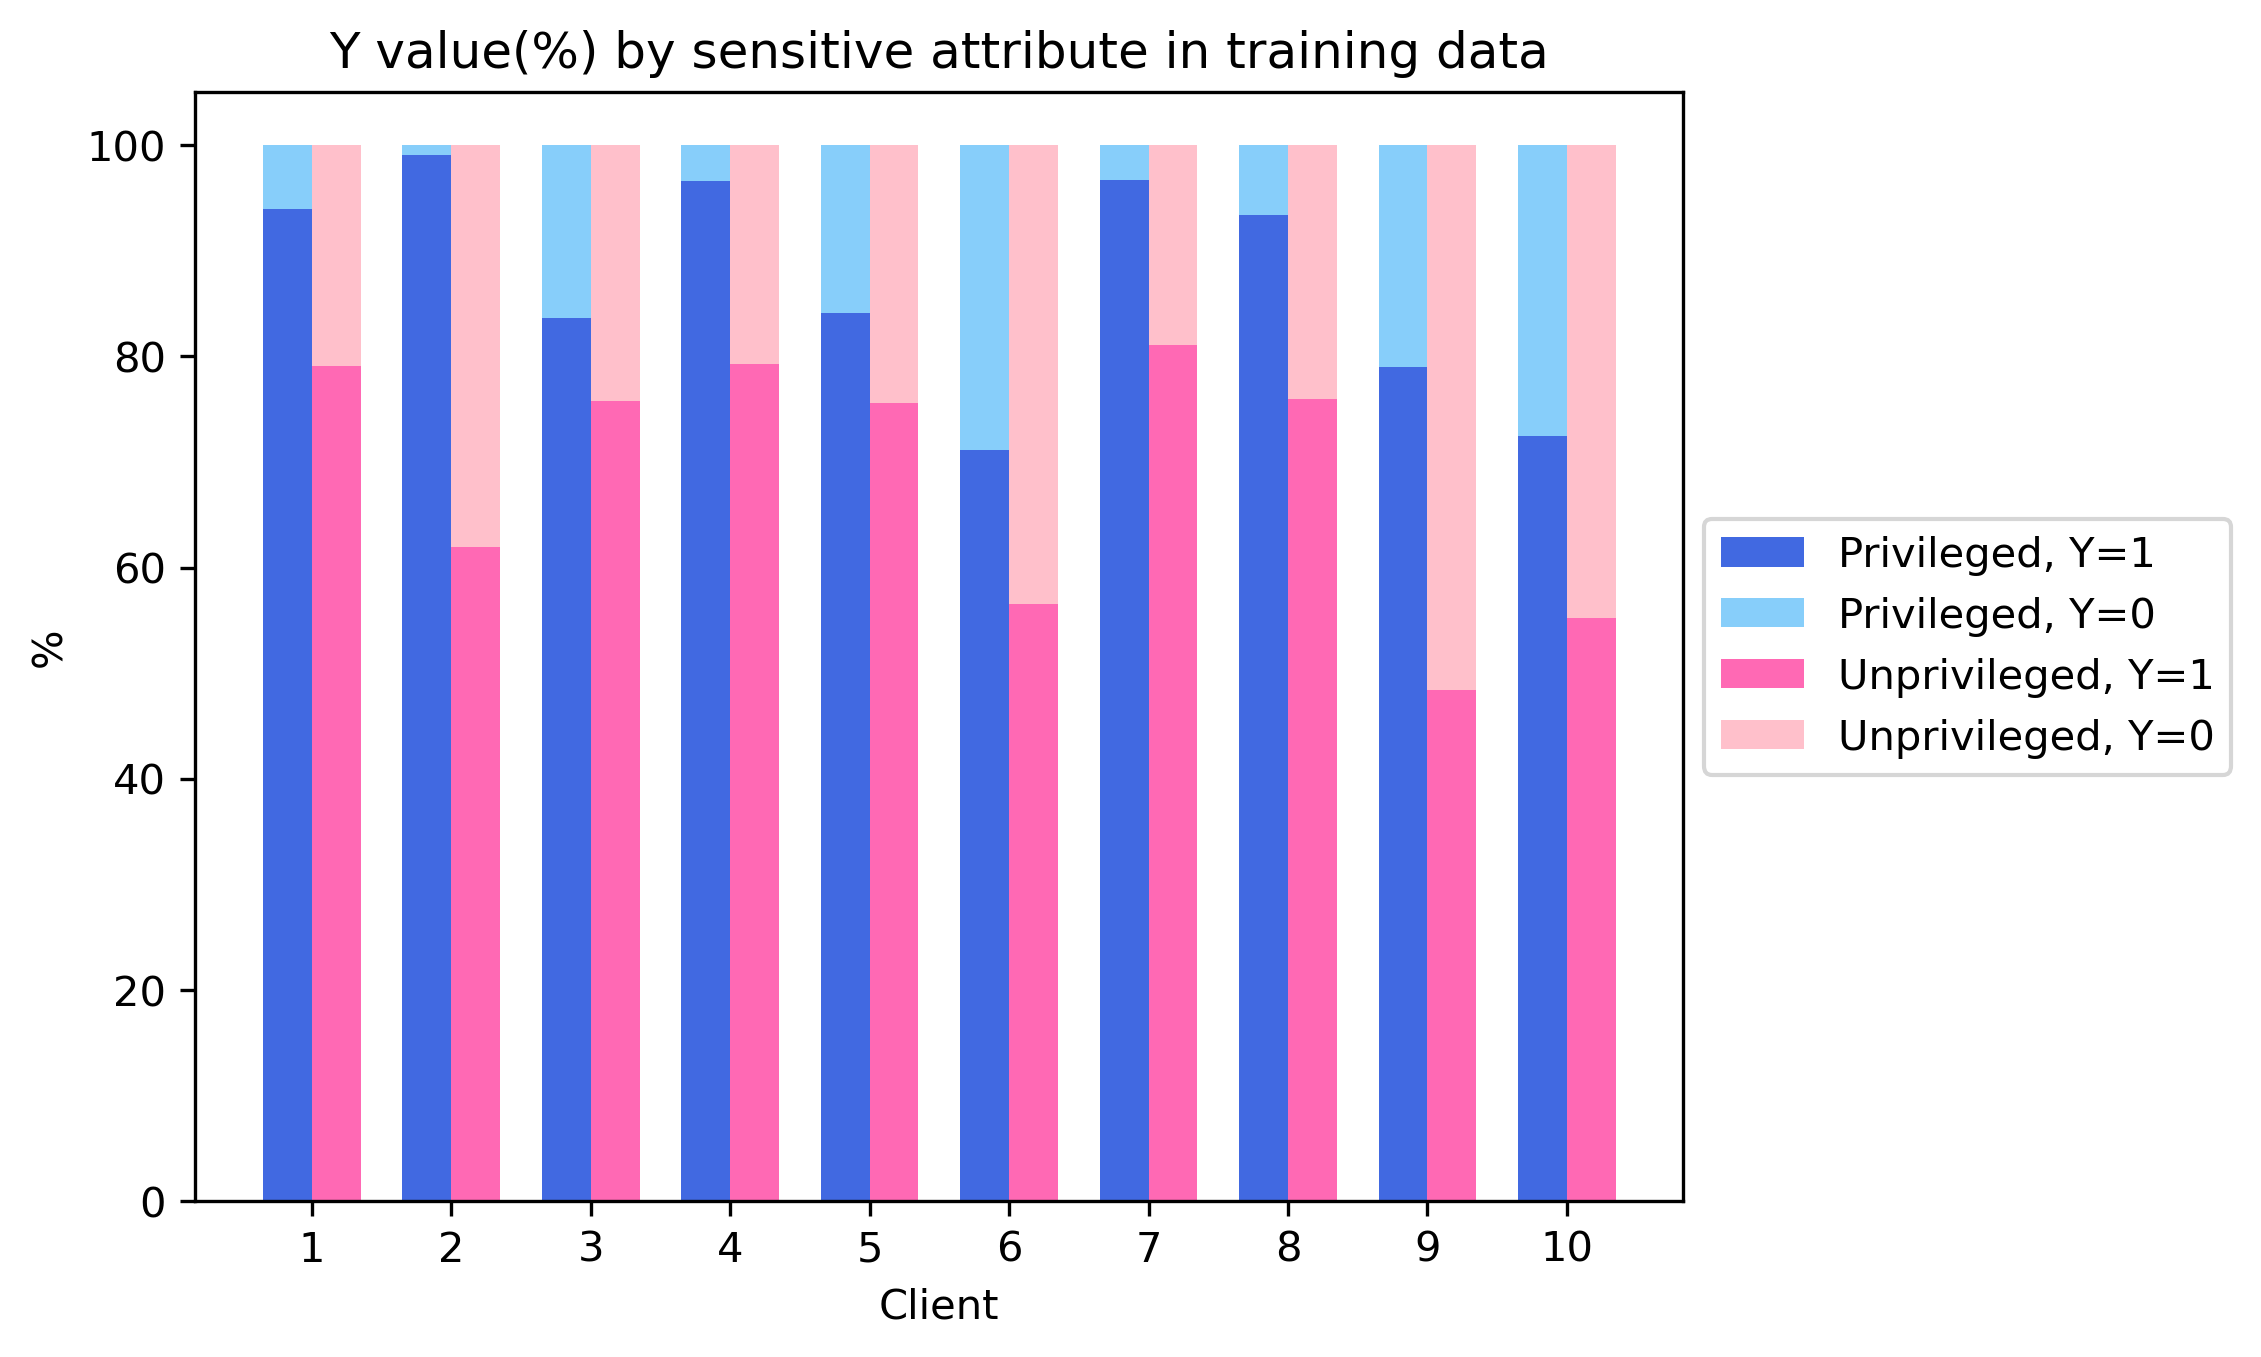 Y value(%) by sensitive attribute in training data
100
80
60
40
20
0
%
1 2 3 4 5 6 7 8 9 10
Client
Privileged, Y=1
Privileged, Y=0
Unprivileged, Y=1
Unprivileged, Y=0